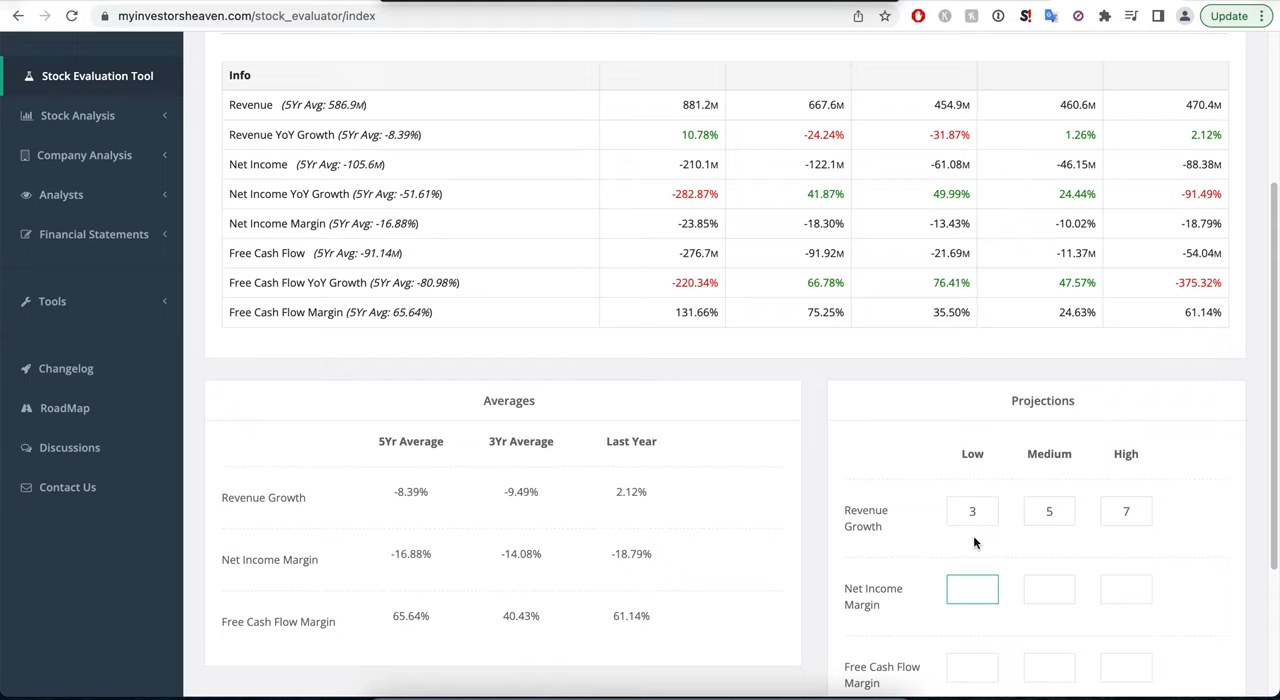 myinvestorsheaven.com/stock_evaluator/index
Update
Stock Evaluation Tool
Stock Analysis
Company Analysis
Analysts
Financial Statements
Tools
Changelog
RoadMap
Discussions
Contact Us
Info
Revenue (5Yr Avg: 586.9M) 881.2M 667.6M 454.9M 460.6M 470.4M
Revenue YoY Growth (5Yr Avg: -8.39%) 10.78% -24.24% -31.87% 1.26% 2.12%
Net Income (5Yr Avg: -105.6M) -210.1M -122.1M -61.08M -46.15M -88.38M
Net Income YoY Growth (5Yr Avg: -51.61%) -282.87% 41.87% 49.99% 24.44% -91.49%
Net Income Margin (5Yr Avg: -16.88%) -23.85% -18.30% -13.43% -10.02% -18.79%
Free Cash Flow (5Yr Avg: -91.14M) -276.7M -91.92M -21.69M -11.37M -54.04M
Free Cash Flow YoY Growth (5Yr Avg: -80.98%) -220.34% 66.78% 76.41% 47.57% -375.32%
Free Cash Flow Margin (5Yr Avg: 65.64%) 131.66% 75.25% 35.50% 24.63% 61.14%
Averages
5Yr Average 3Yr Average Last Year
Revenue Growth -8.39% -9.49% 2.12%
Net Income Margin -16.88% -14.08% -18.79%
Free Cash Flow Margin 65.64% 40.43% 61.14%
Projections
Low Medium High
Revenue
Growth 3 5 7
Net Income
Margin
Free Cash Flow
Margin